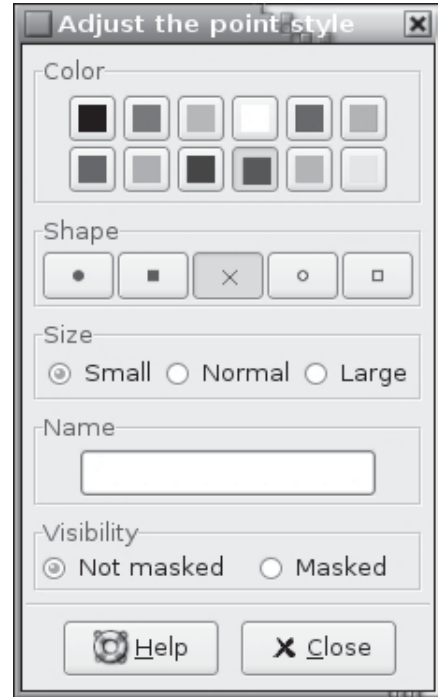 Adjust the point style
Color
Shape
Size
Small Normal Large
Name
Visibility
Not masked Masked
Help Close